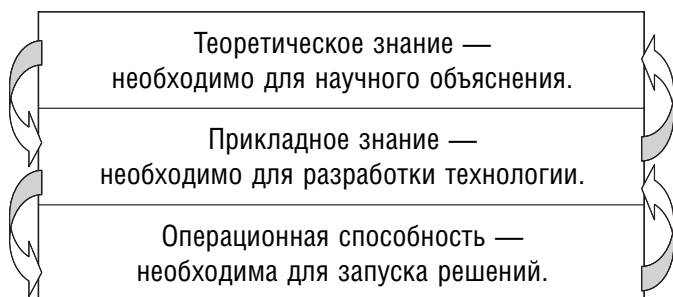 Теоретическое знание —
необходимо для научного объяснения.
Прикладное знание —
необходимо для разработки технологии.
Операционная способность —
необходима для запуска решений.